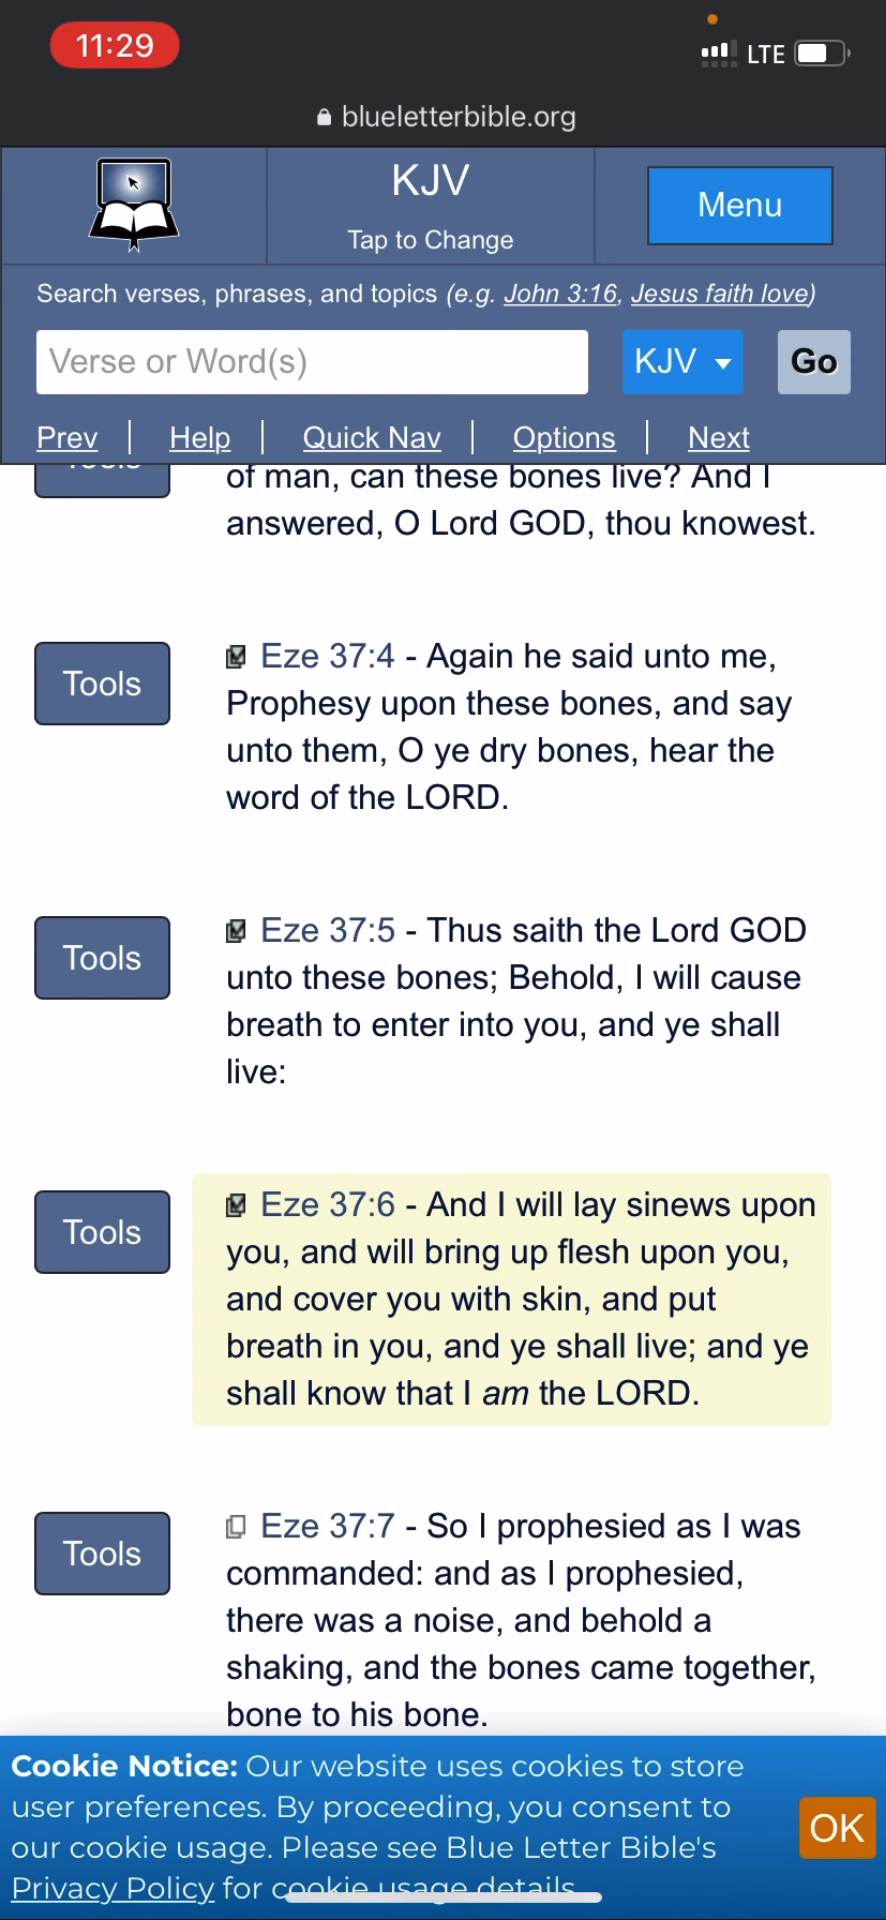 11:29
LTE
blueletterbible.org
KJV
Tap to Change
Menu
Search verses, phrases, and topics (e.g. John 3:16, Jesus faith love)
Verse or Word(s)
KJV
Go
Prev | Help | Quick Nav | Options | Next
Tools
of man, can these bones live? And I
answered, O Lord GOD, thou knowest.
Tools
Eze 37:4 - Again he said unto me,
Prophesy upon these bones, and say
unto them, O ye dry bones, hear the
word of the LORD.
Tools
Eze 37:5 - Thus saith the Lord GOD
unto these bones; Behold, I will cause
breath to enter into you, and ye shall
live:
Tools
Eze 37:6 - And I will lay sinews upon
you, and will bring up flesh upon you,
and cover you with skin, and put
breath in you, and ye shall live; and ye
shall know that I am the LORD.
Tools
Eze 37:7 - So I prophesied as I was
commanded: and as I prophesied,
there was a noise, and behold a
shaking, and the bones came together,
bone to his bone.
Cookie Notice: Our website uses cookies to store
user preferences. By proceeding, you consent to
our cookie usage. Please see Blue Letter Bible's
Privacy Policy for cookie usage details
OK